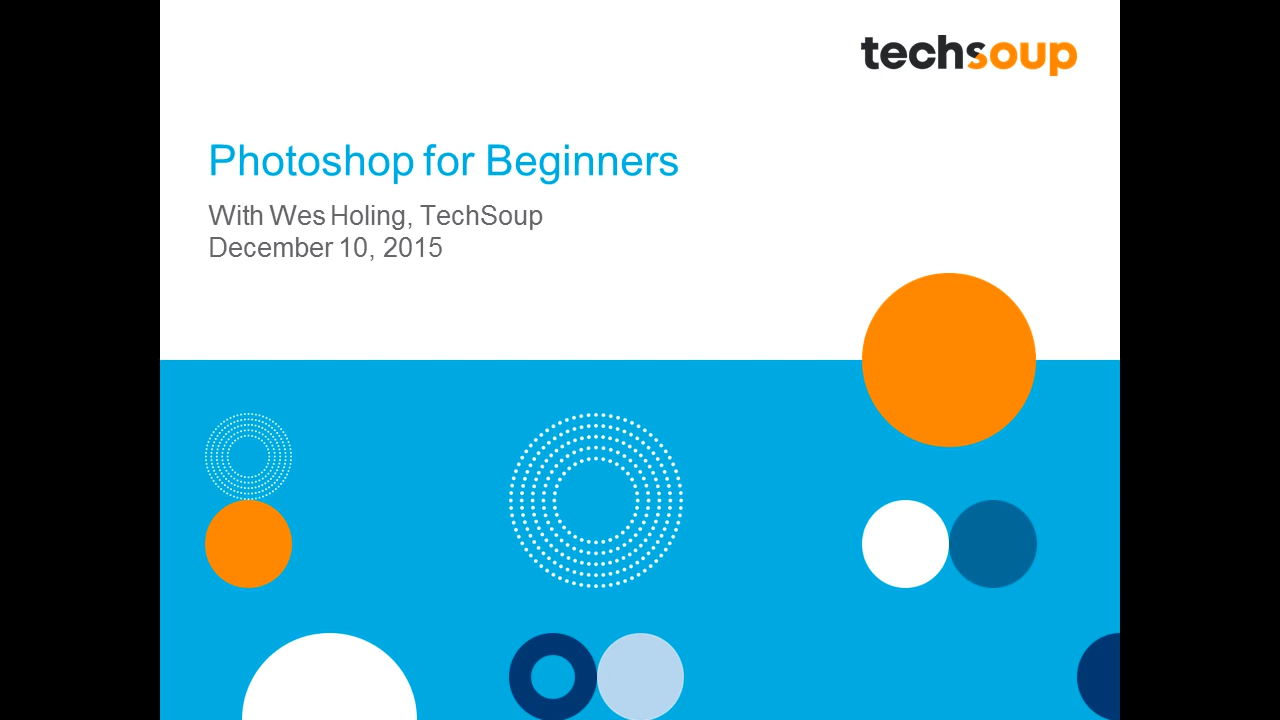 techsoup
Photoshop for Beginners
With Wes Holing, TechSoup
December 10, 2015